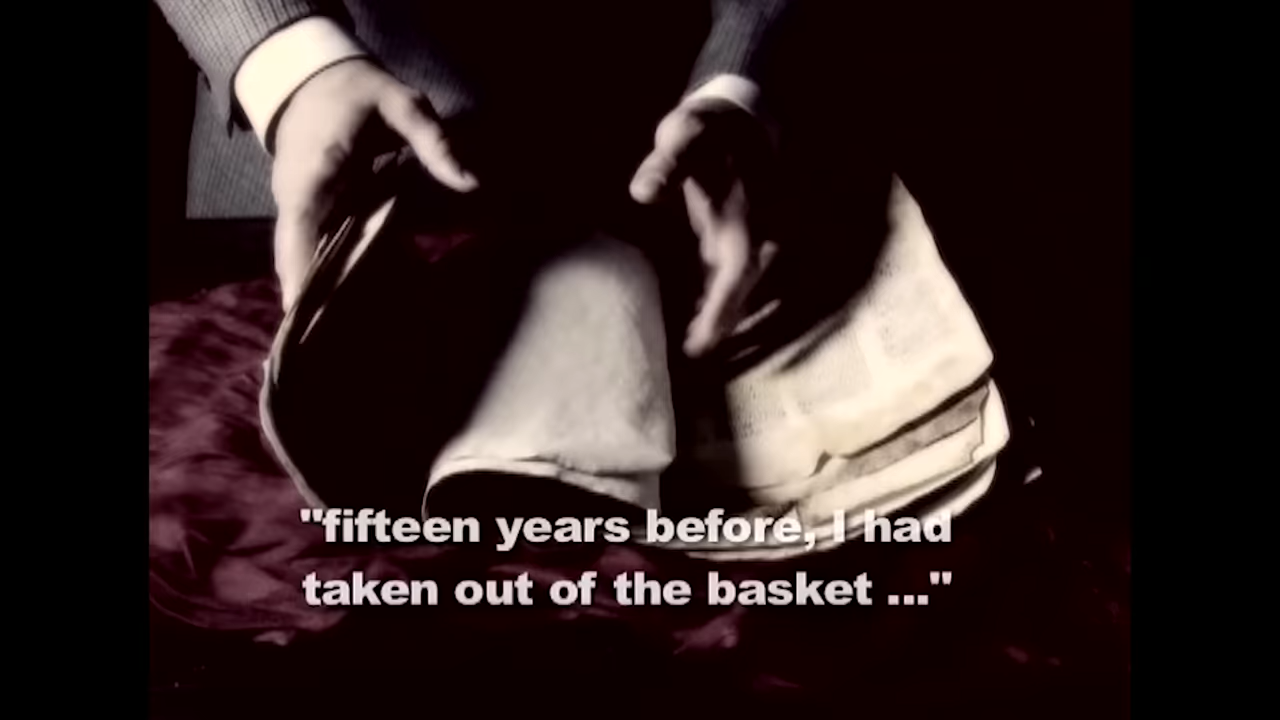 "fifteen years before, I had
taken out of the basket ..."